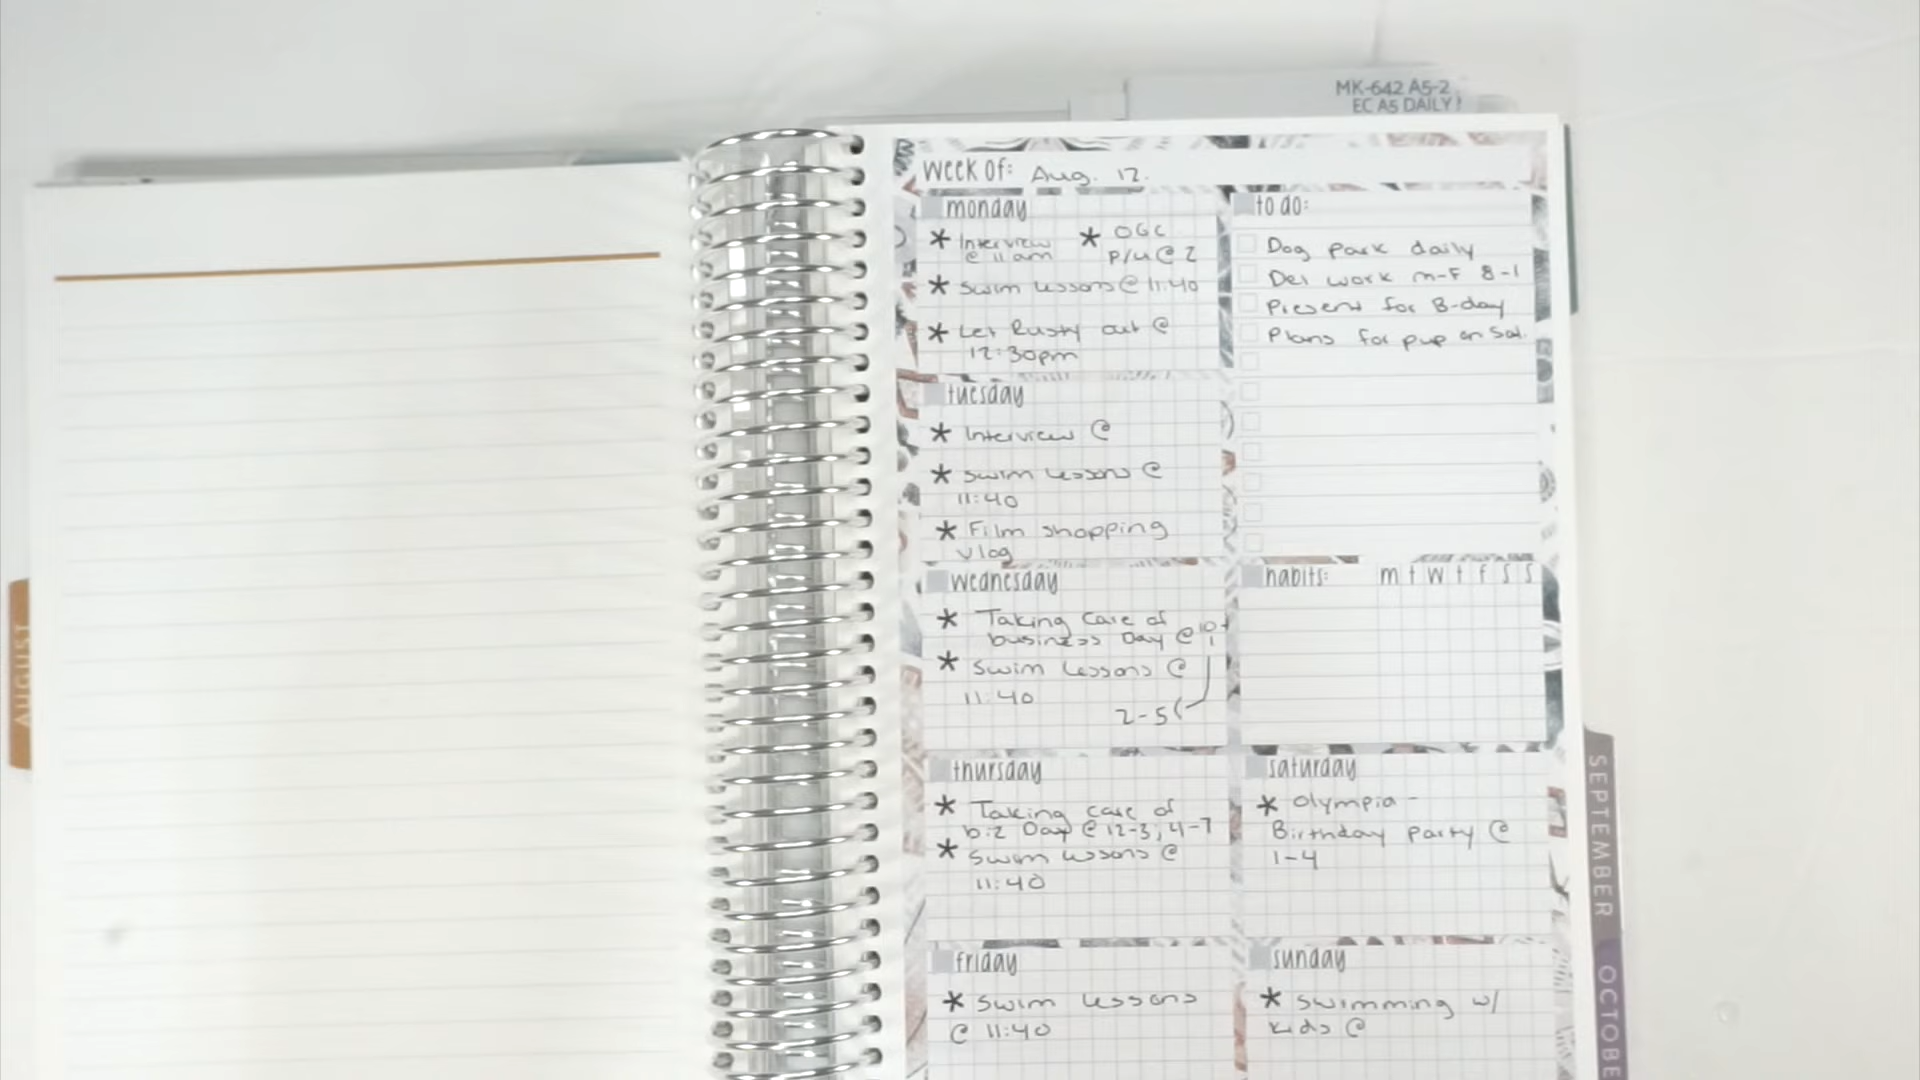 MK-642 A5-2
EC A5 DAILY
week of: Aug. 12.
monday
* Interview
@ 11am
* OGC
P/u @ 2
* Swim lessons @ 11:40
* Let Rusty out @
12:30pm
tuesday
* Interview @
* Swim lessons @
11:40
* Film shopping
vlog
wednesday
* Taking care of
business Day @ 10+
1
* Swim lessons @
11:40
2-5
thursday
* Taking care of
biz Day @ 12-3, 4-7
* Swim lessons @
11:40
friday
* Swim lessons
@ 11:40
to do:
Dog park daily
Del work m-F 8-1
Present for B-day
Plans for pup on Sat.
habits: m t w t f s s
saturday
* Olympia -
Birthday party @
1-4
sunday
* Swimming w/
kids @
AUGUST
SEPTEMBER
OCTOBE